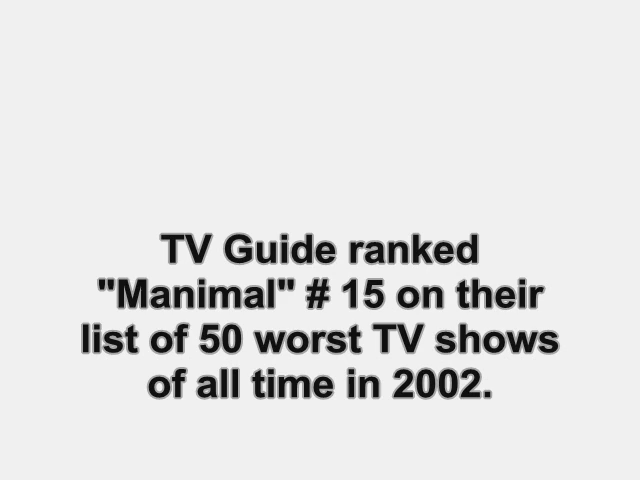 TV Guide ranked
"Manimal" # 15 on their
list of 50 worst TV shows
of all time in 2002.